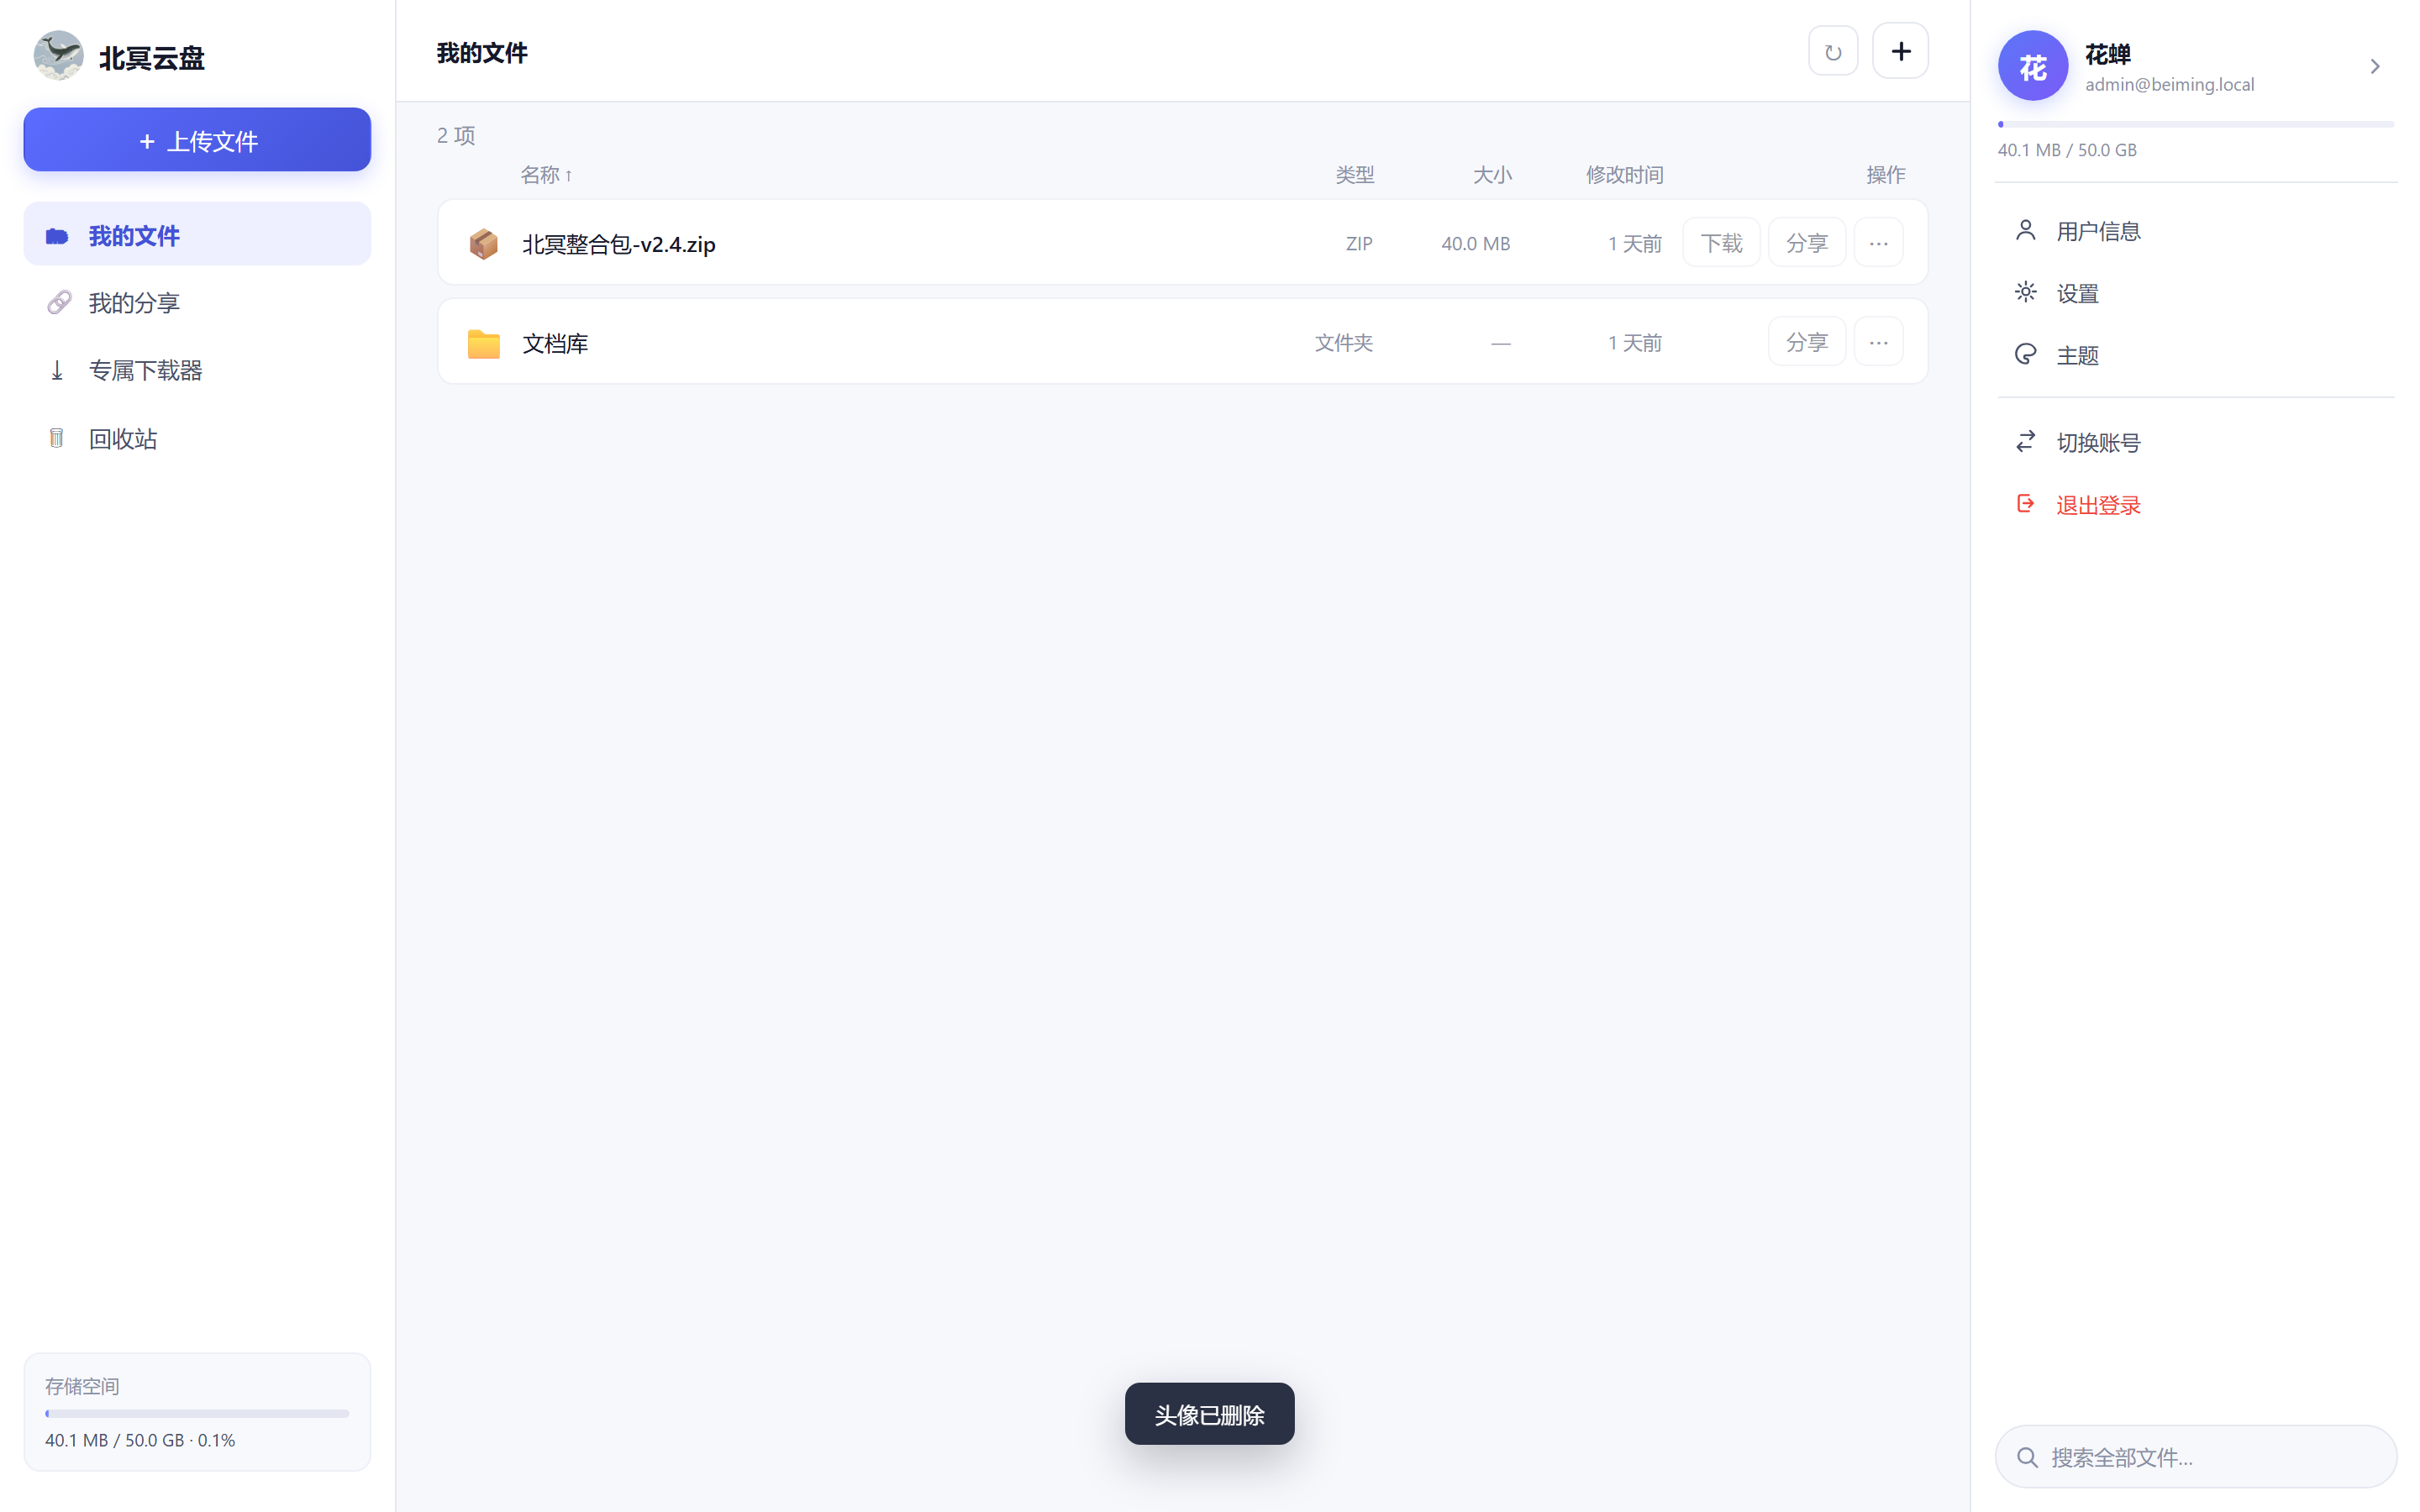 北冥云盘
+ 上传文件
我的文件
我的分享
专属下载器
回收站
存储空间
40.1 MB / 50.0 GB · 0.1%
我的文件
2 项
名称 ↑ 类型 大小 修改时间 操作
北冥整合包-v2.4.zip ZIP 40.0 MB 1 天前 下载 分享 ...
文档库 文件夹 — 1 天前 分享 ...
头像已删除
花
花蝉
admin@beiming.local
40.1 MB / 50.0 GB
用户信息
设置
主题
切换账号
退出登录
搜索全部文件...